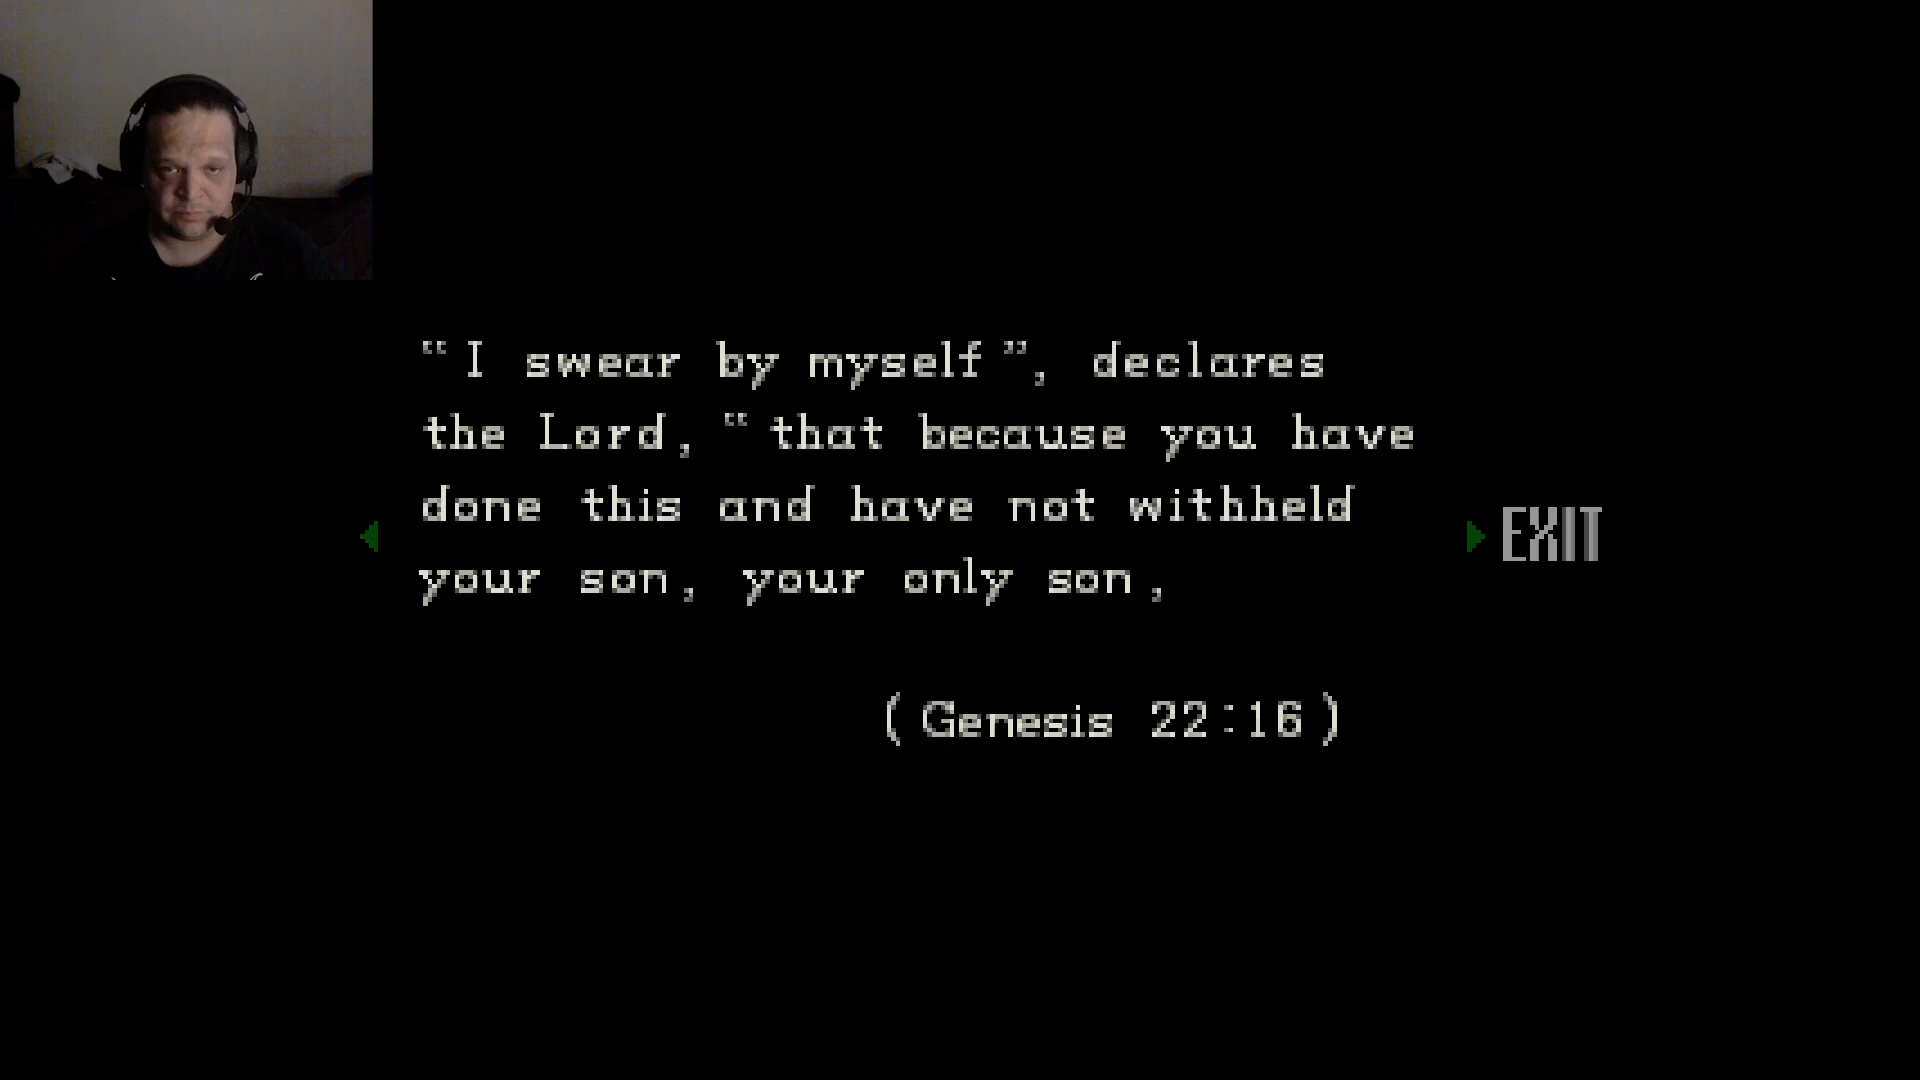 “I swear by myself”, declares
the Lord, “that because you have
done this and have not withheld
your son, your only son,
EXIT
(Genesis 22:16)